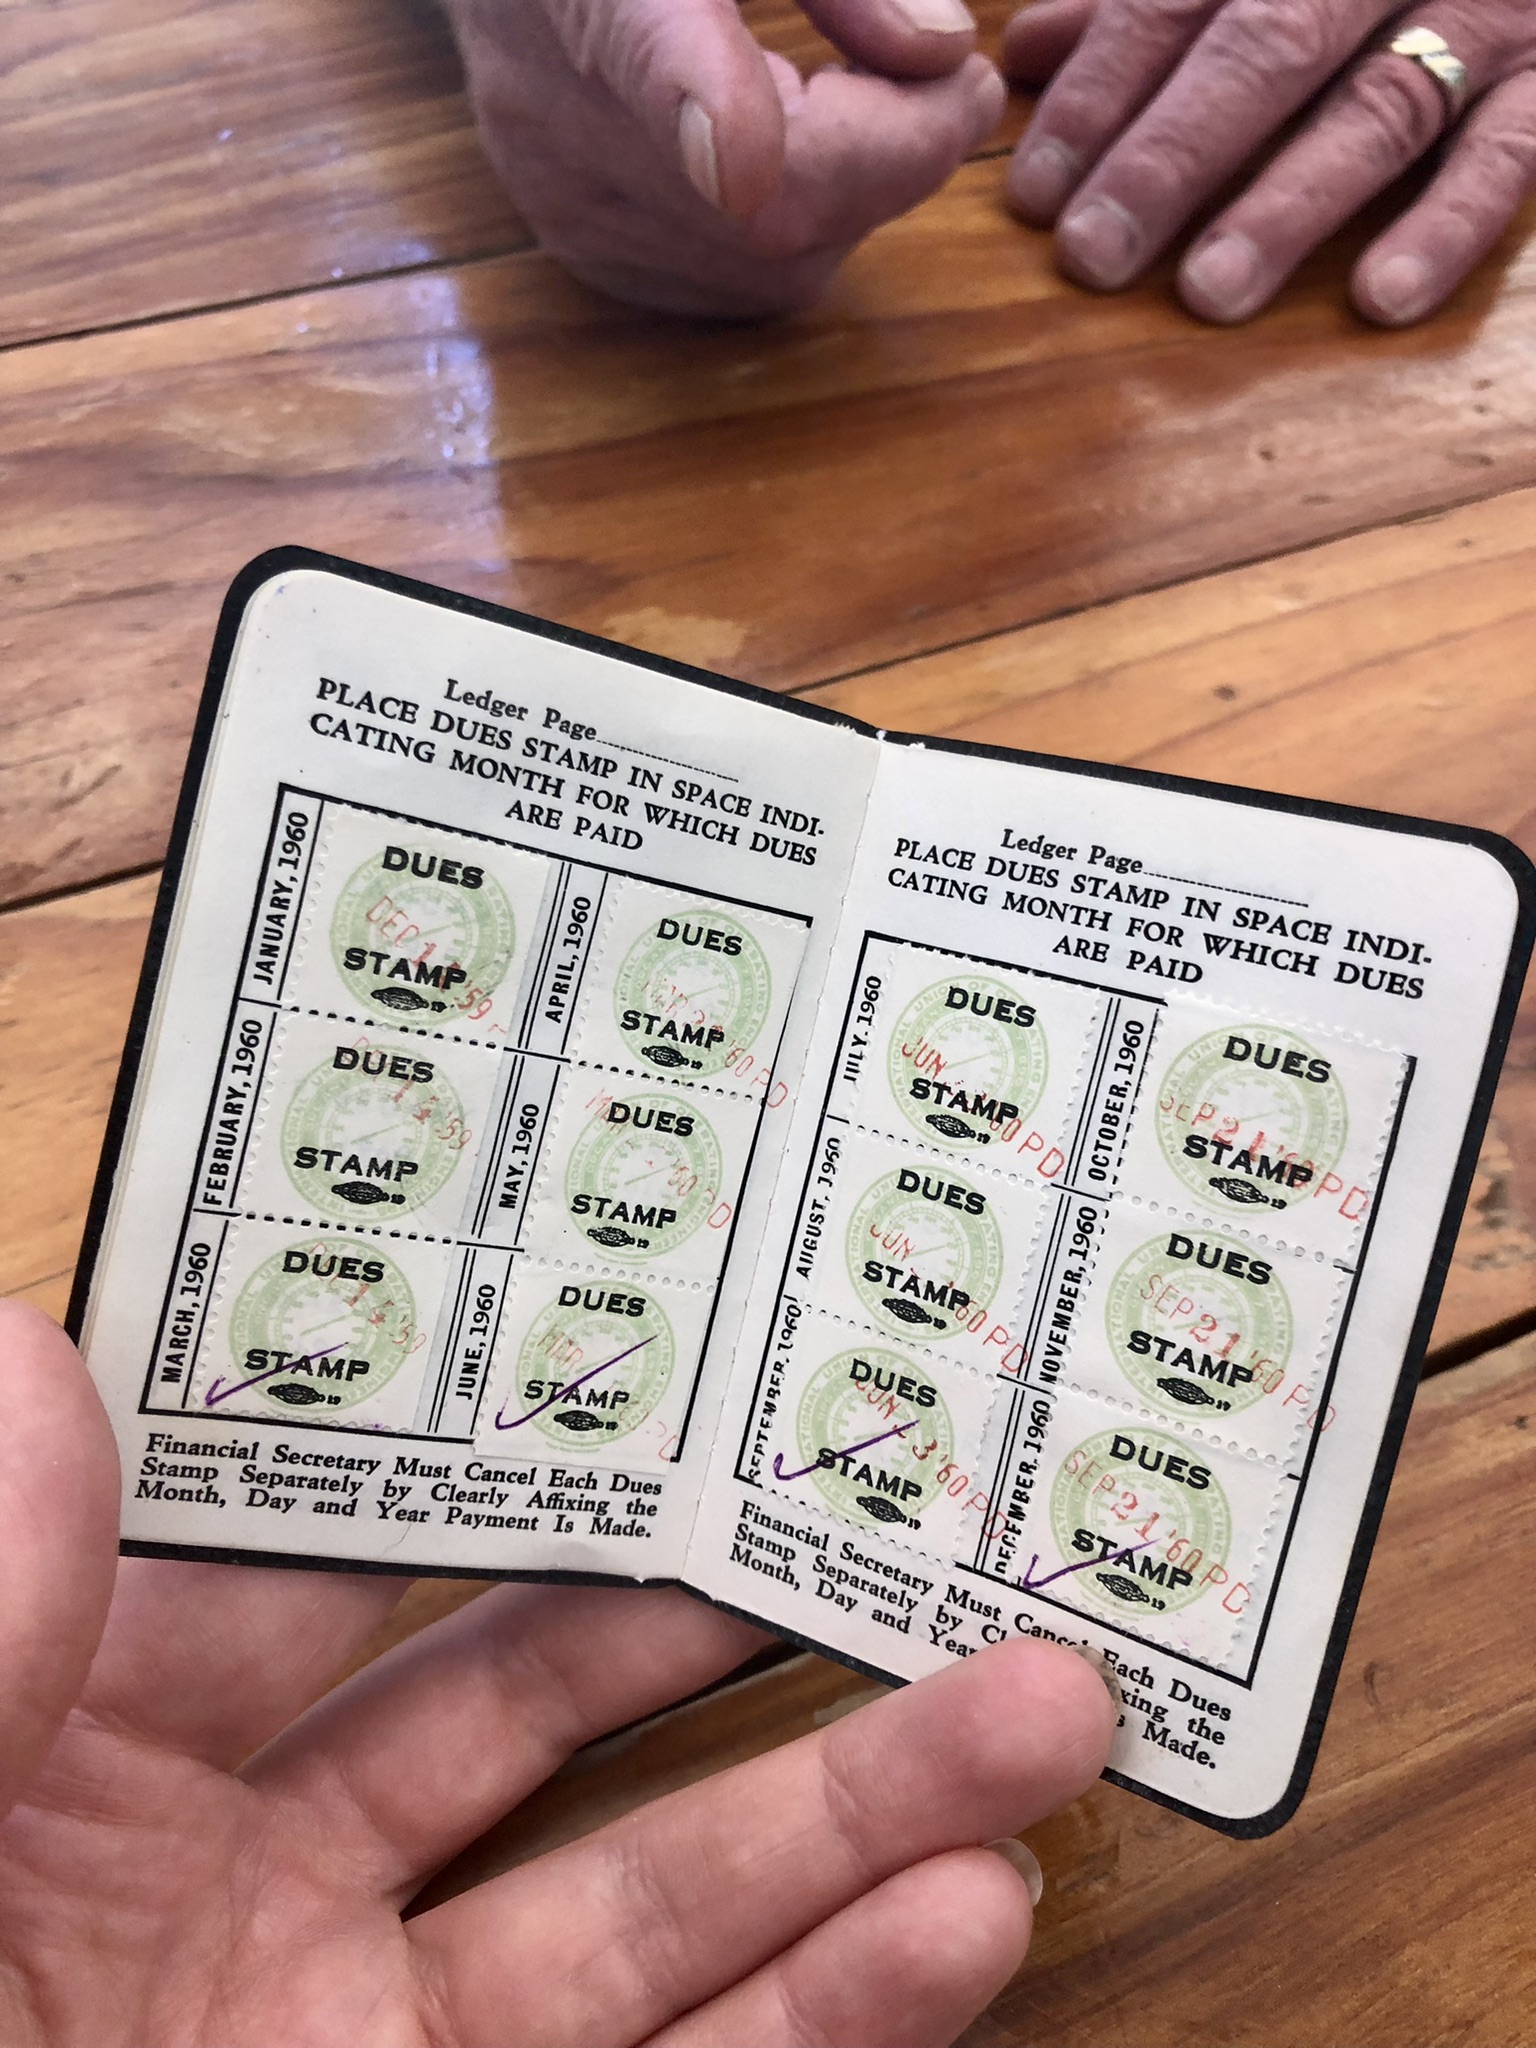 Ledger Page
PLACE DUES STAMP IN SPACE INDI-
CATING MONTH FOR WHICH DUES
ARE PAID
JANUARY, 1960
DUES
STAMP
FEBRUARY, 1960
DUES
STAMP
MARCH, 1960
DUES
STAMP
APRIL, 1960
DUES
STAMP
MAY, 1960
DUES
STAMP
JUNE, 1960
DUES
STAMP
Financial Secretary Must Cancel Each Dues
Stamp Separately by Clearly Affixing the
Month, Day and Year Payment Is Made.
Ledger Page
PLACE DUES STAMP IN SPACE INDI-
CATING MONTH FOR WHICH DUES
ARE PAID
JULY, 1960
DUES
STAMP
AUGUST, 1960
DUES
STAMP
SEPTEMBER, 1960
DUES
JUN -3 '60 PD
STAMP
OCTOBER, 1960
DUES
SEP 21 '60 PD
STAMP
NOVEMBER, 1960
DUES
SEP 21 '60 PD
STAMP
DECEMBER, 1960
DUES
SEP 21 '60 PD
STAMP
Financial Secretary Must Cancel Each Dues
Stamp Separately by the
Month, Day and Year Made.